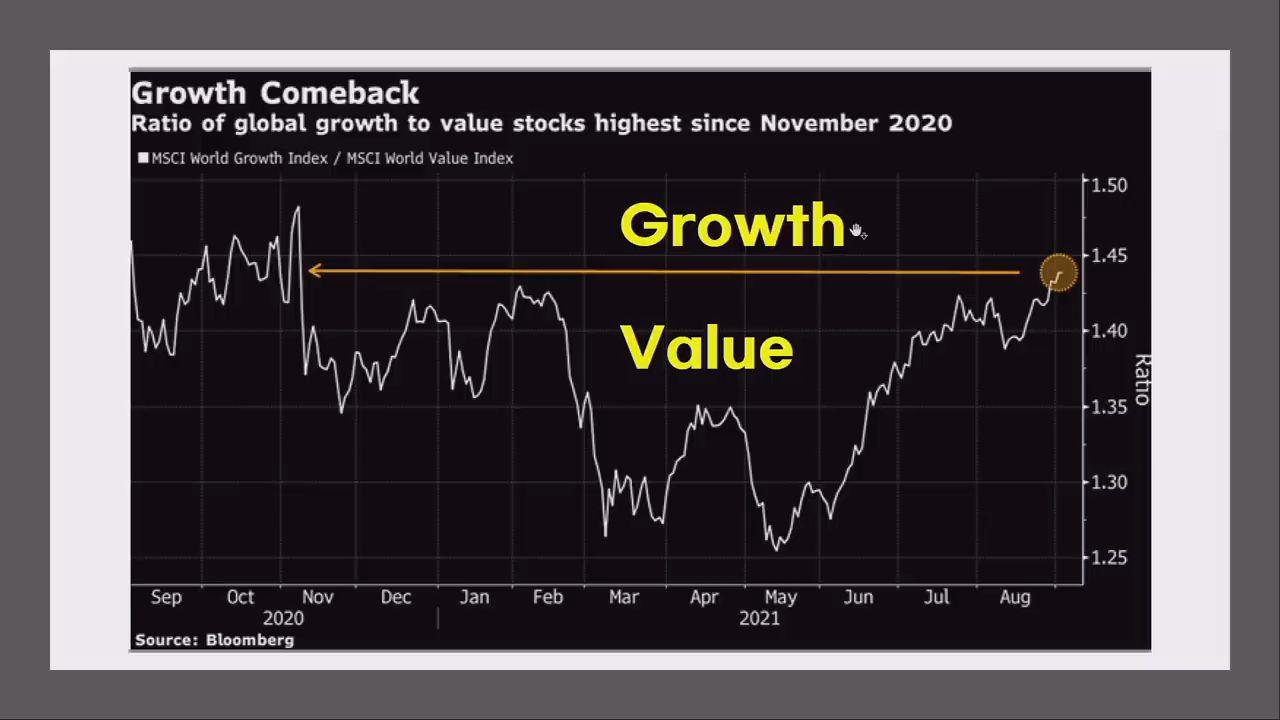 Growth Comeback
Ratio of global growth to value stocks highest since November 2020
MSCI World Growth Index / MSCI World Value Index
Growth
Value
1.50
1.45
1.40
1.35
1.30
1.25
Ratio
Sep Oct Nov Dec Jan Feb Mar Apr May Jun Jul Aug
2020 2021
Source: Bloomberg